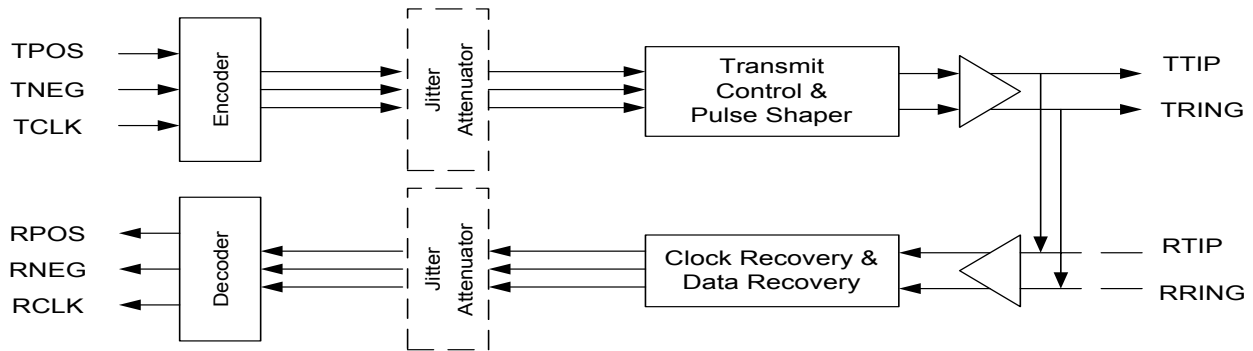 TPOS
TNEG
TCLK
Encoder
Jitter
Attenuator
Transmit
Control &
Pulse Shaper
TTIP
TRING
RPOS
RNEG
RCLK
Decoder
Jitter
Attenuator
Clock Recovery &
Data Recovery
RTIP
RRING